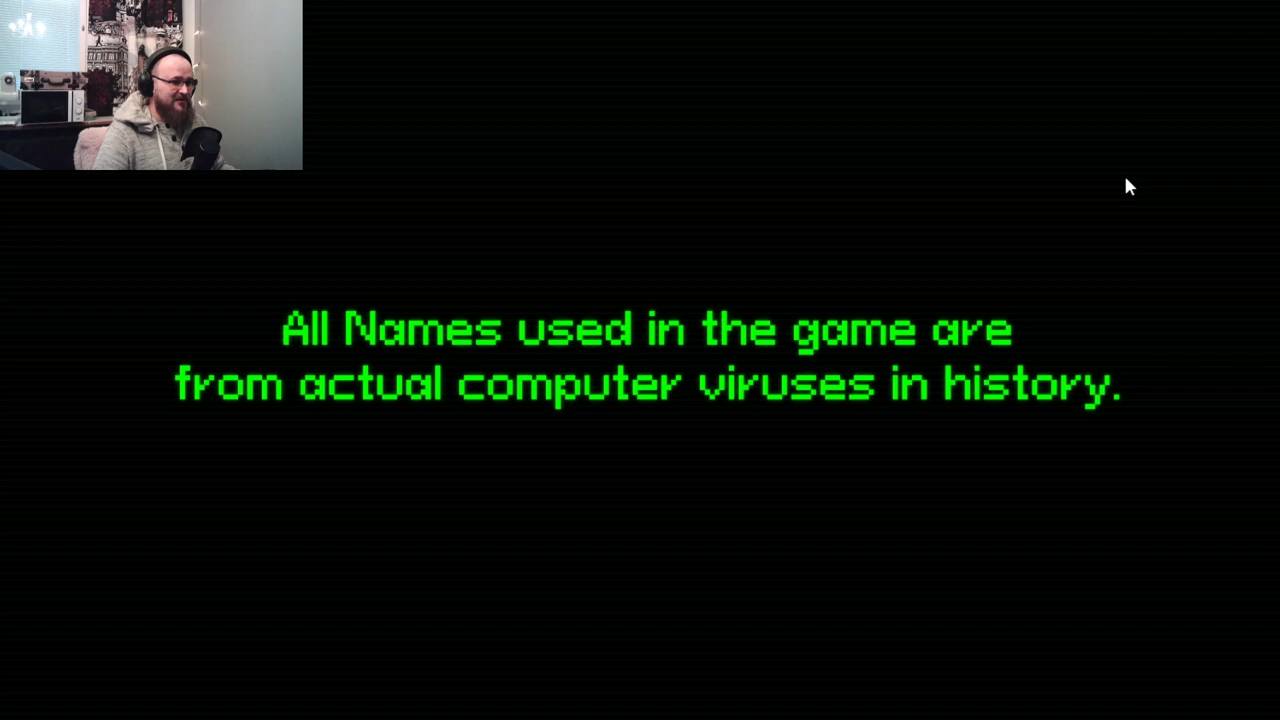 All Names used in the game are
from actual computer viruses in history.